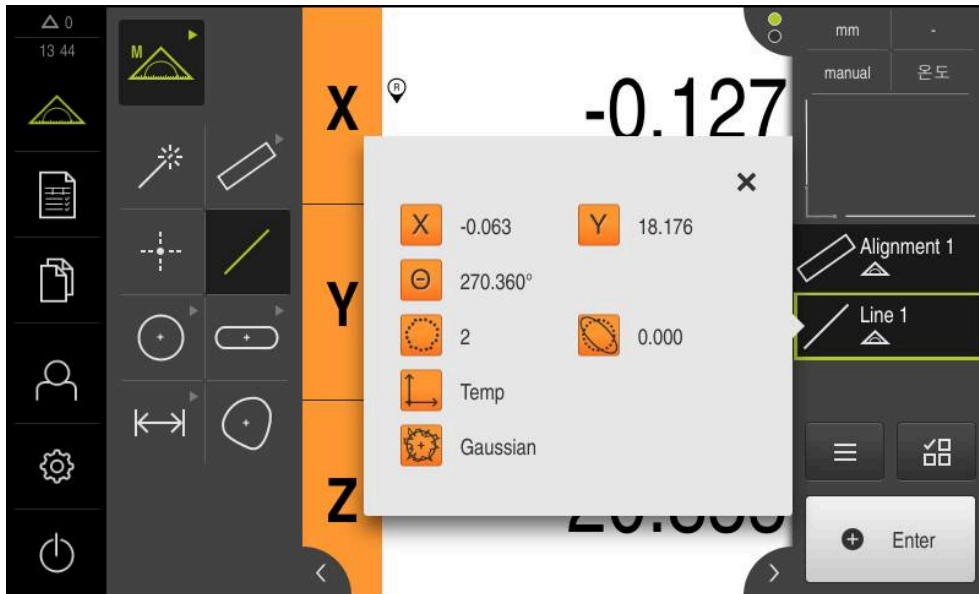 0
13 44
M
X
R
-0.127
mm
-
manual
온도
X
-0.063
Y
18.176
Θ
270.360°
2
0.000
Temp
Gaussian
Y
Z
Alignment 1
Line 1
Enter